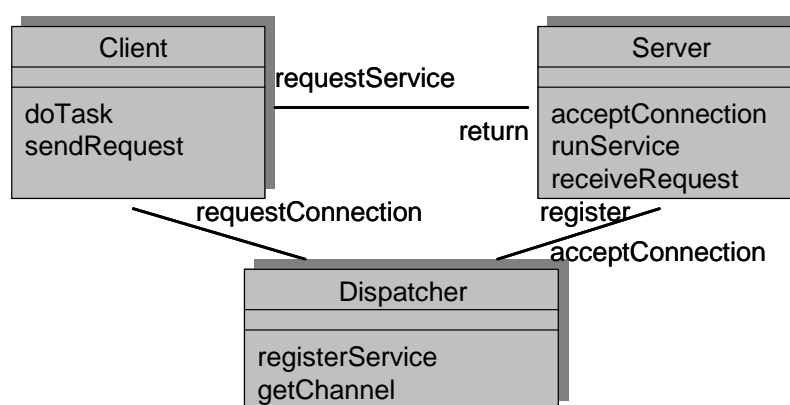 Client
Server
requestService
doTask
sendRequest
return
acceptConnection
runService
receiveRequest
requestConnection
register
acceptConnection
Dispatcher
registerService
getChannel